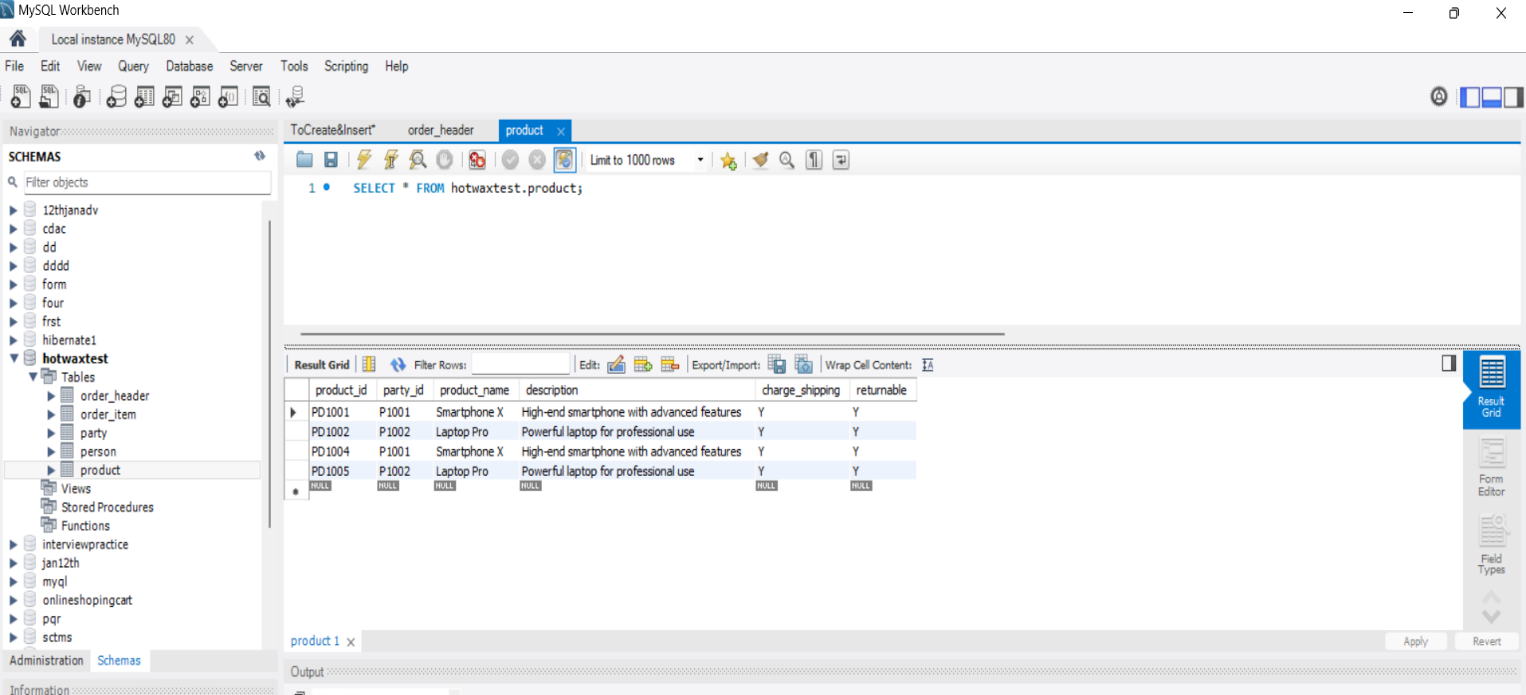 MySQL Workbench
Local instance MySQL80
File Edit View Query Database Server Tools Scripting Help
Navigator
SCHEMAS
Filter objects
12thjanadv
cdac
dd
dddd
form
four
frst
hibernate1
hotwaxtest
Tables
order_header
order_item
party
person
product
Views
Stored Procedures
Functions
interviewpractice
jan12th
myql
onlineshopingcart
pqr
sctms
Administration Schemas
Information
ToCreate&Insert* order_header product
Limit to 1000 rows
1 SELECT * FROM hotwaxtest.product;
Result Grid Filter Rows: Edit: Export/Import: Wrap Cell Content:
product_id party_id product_name description charge_shipping returnable
PD1001 P1001 Smartphone X High-end smartphone with advanced features Y Y
PD1002 P1002 Laptop Pro Powerful laptop for professional use Y Y
PD1004 P1001 Smartphone X High-end smartphone with advanced features Y Y
PD1005 P1002 Laptop Pro Powerful laptop for professional use Y Y
NULL NULL NULL NULL NULL NULL
Result
Grid
Form
Editor
Field
Types
product 1
Apply Revert
Output